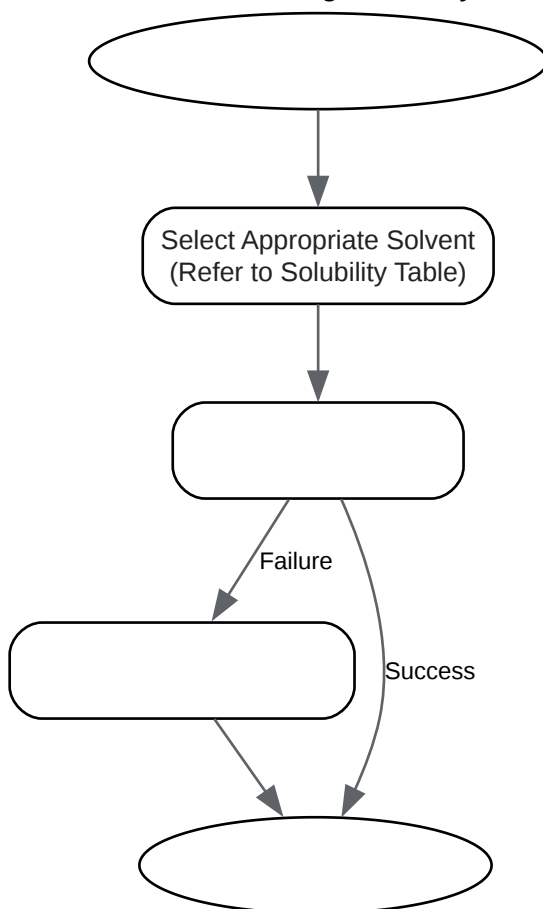 Select Appropriate Solvent
(Refer to Solubility Table)
Failure
Success